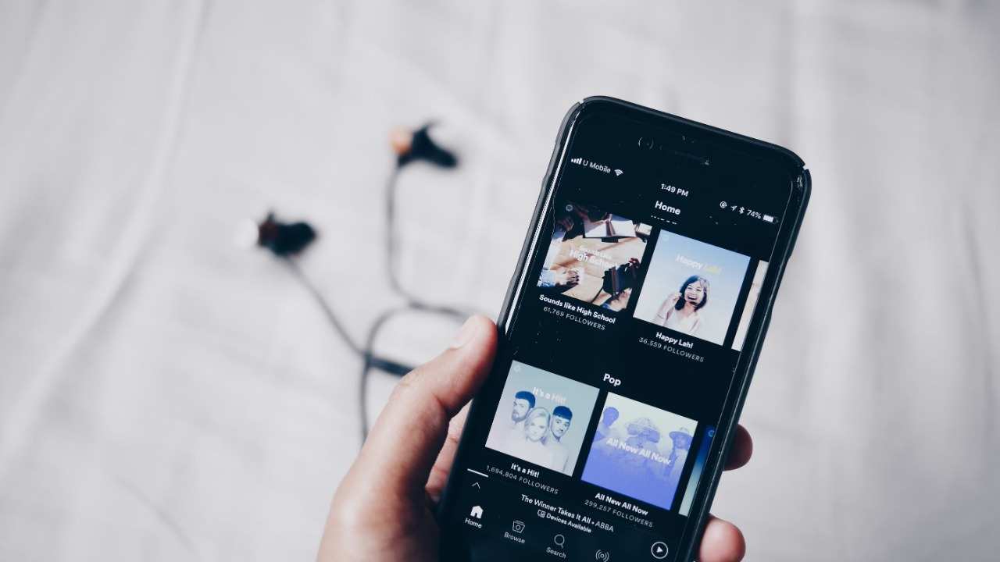 U Mobile
1:49 PM
74%
Home
Sounds Like
High School
Sounds like High School
61,769 FOLLOWERS
Happy Lah!
Happy Lah!
36,559 FOLLOWERS
Pop
It's a Hit!
It's a Hit!
1,694,804 FOLLOWERS
All New All Now
All New All Now
299,257 FOLLOWERS
The Winner Takes It All • ABBA
Devices Available
Home
Browse
Search